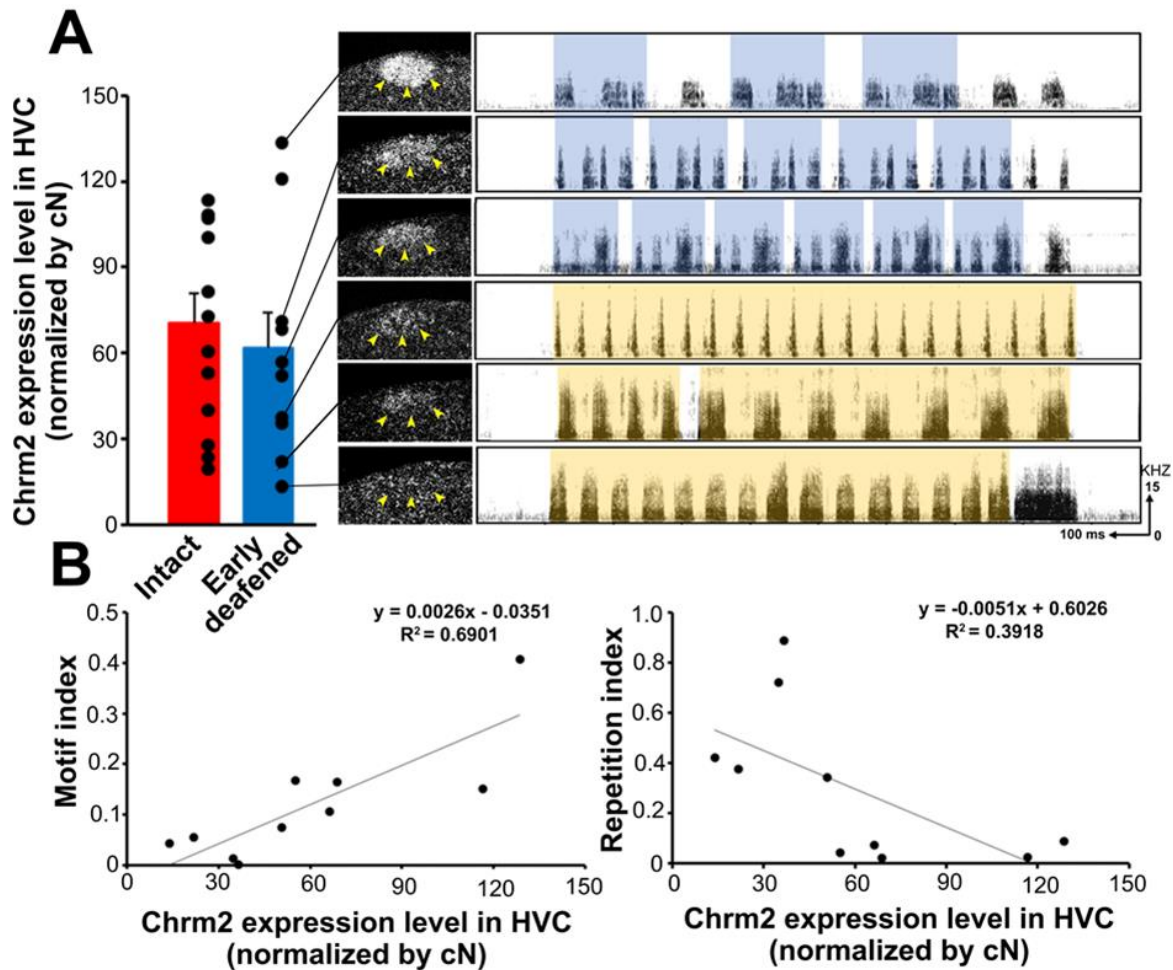 A
Chrm2 expression level in HVC
(normalized by cN)
150
120
90
60
30
0
Intact
Early
deafened
KHZ
15
100 ms
0
B
Motif index
0.5
0.4
0.3
0.2
0.1
0
y = 0.0026x - 0.0351
R² = 0.6901
0 30 60 90 120 150
Chrm2 expression level in HVC
(normalized by cN)
Repetition index
1.0
0.8
0.6
0.4
0.2
0
y = -0.0051x + 0.6026
R² = 0.3918
0 30 60 90 120 150
Chrm2 expression level in HVC
(normalized by cN)